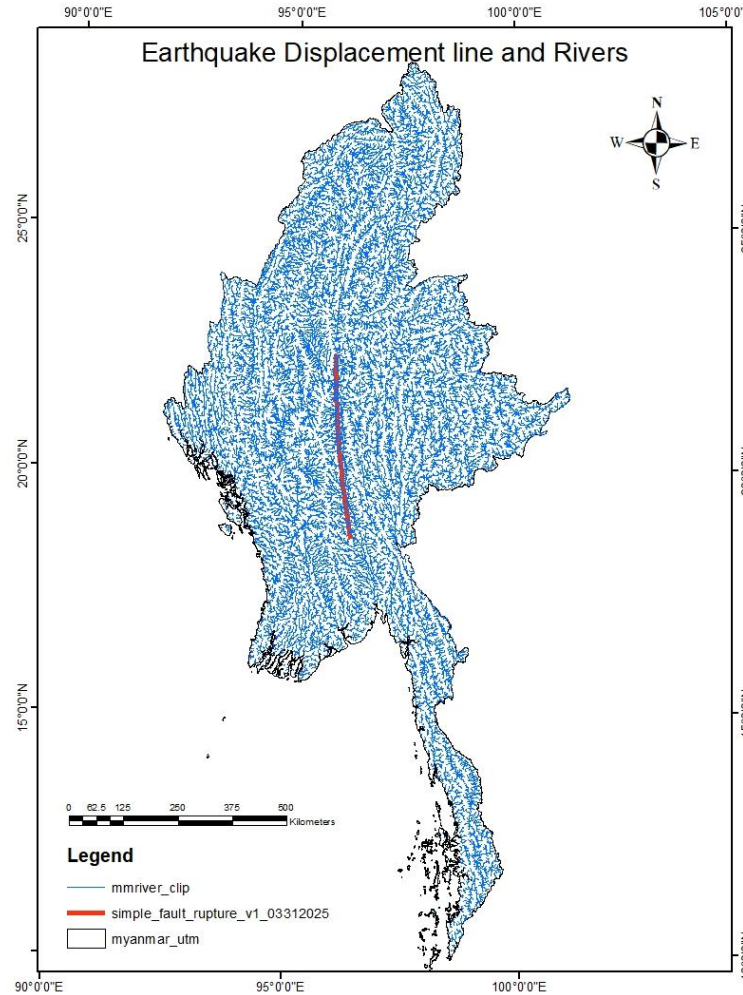 90°0'0"E 95°0'0"E 100°0'0"E 105°0'0"E
Earthquake Displacement line and Rivers
N
W E
S
25°0'0"N
20°0'0"N
15°0'0"N
0 62.5 125 250 375 500
Kilometers
Legend
mmriver_clip
simple_fault_rupture_v1_03312025
myanmar_utm
90°0'0"E 95°0'0"E 100°0'0"E